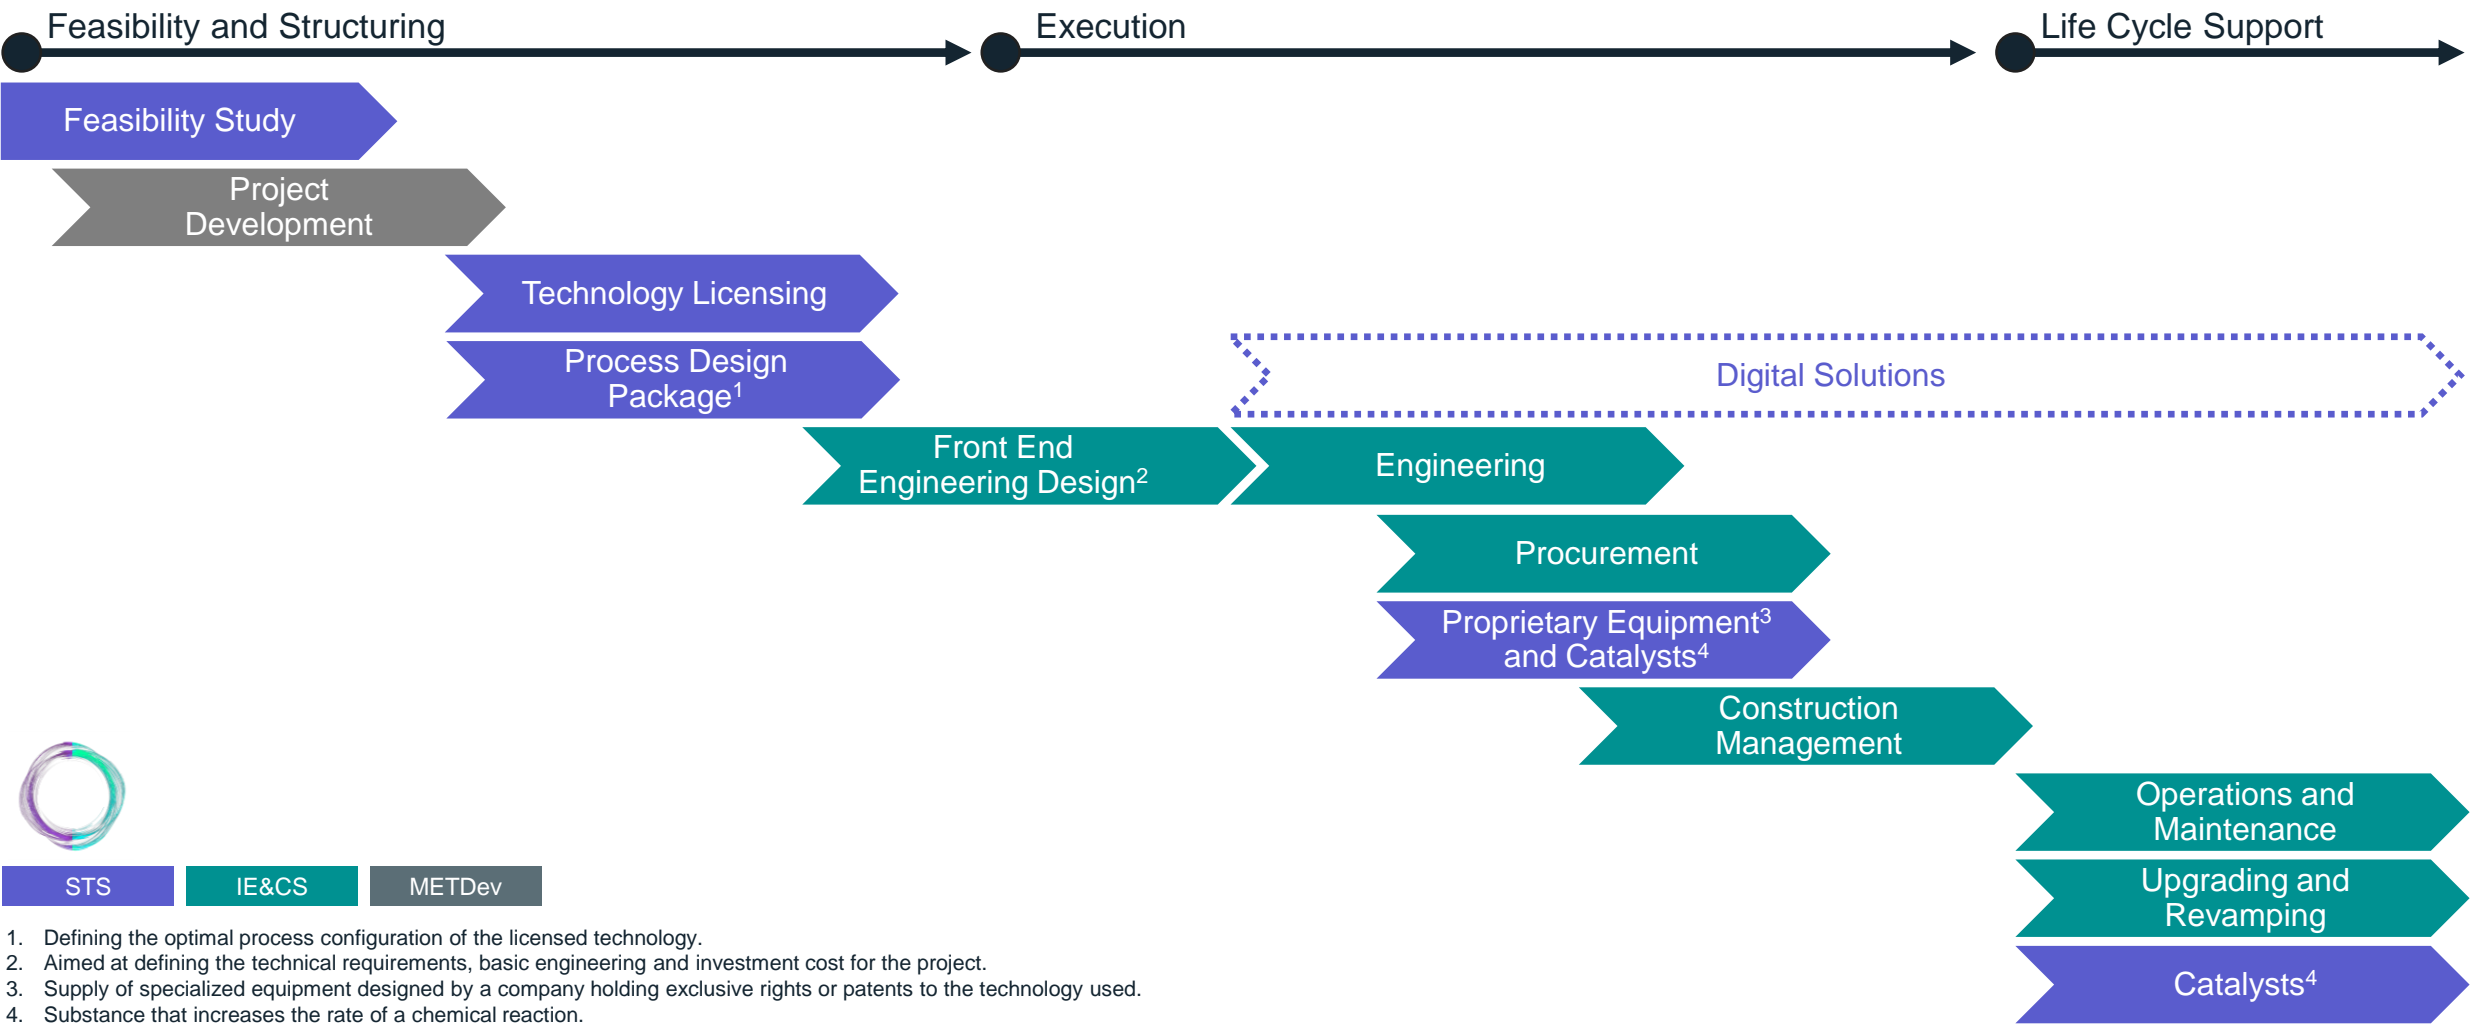 Feasibility and Structuring
Execution
Life Cycle Support
Feasibility Study
Project
Development
Technology Licensing
Process Design
Package1
Digital Solutions
Front End
Engineering Design2
Engineering
Procurement
Proprietary Equipment3
and Catalysts4
Construction
Management
Operations and
Maintenance
Upgrading and
Revamping
Catalysts4
STS
IE&CS
METDev
1. Defining the optimal process configuration of the licensed technology.
2. Aimed at defining the technical requirements, basic engineering and investment cost for the project.
3. Supply of specialized equipment designed by a company holding exclusive rights or patents to the technology used.
4. Substance that increases the rate of a chemical reaction.